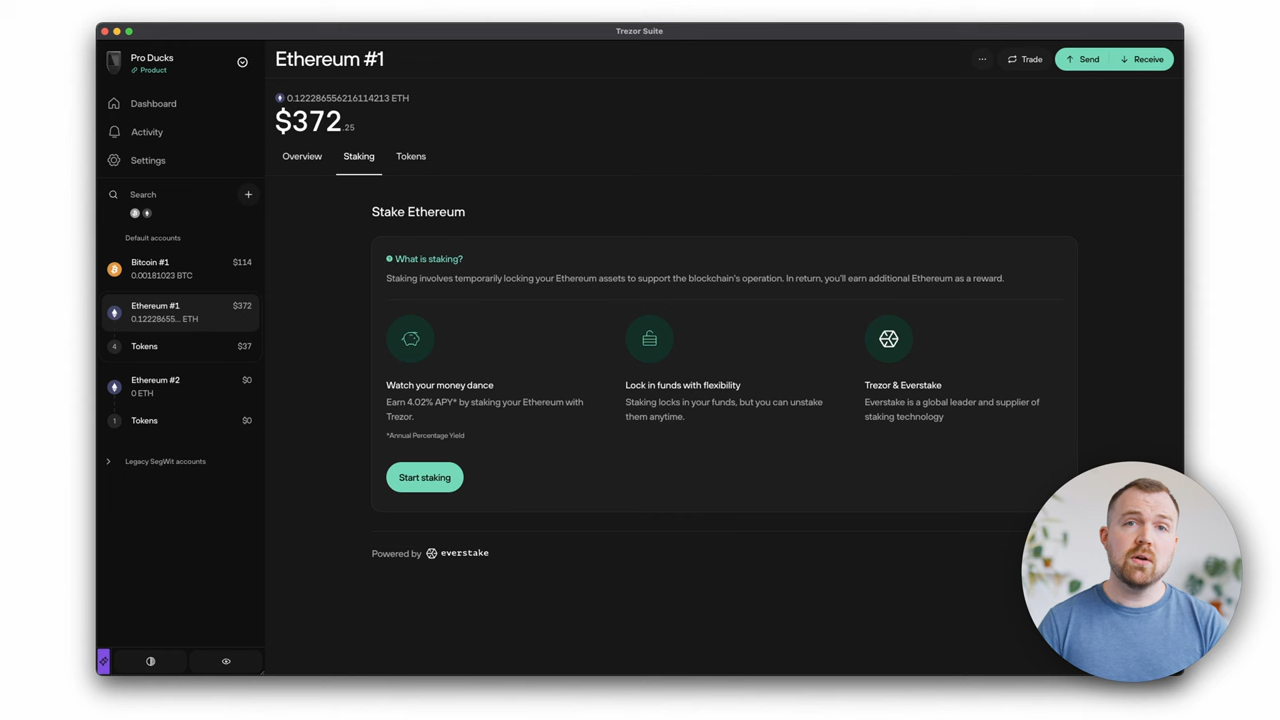 Trezor Suite
Pro Ducks
Product
Dashboard
Activity
Settings
Search
Default accounts
Bitcoin #1 $114
0.00181023 BTC
Ethereum #1 $372
0.12228655... ETH
4 Tokens $37
Ethereum #2 $0
0 ETH
1 Tokens $0
Legacy SegWit accounts
Ethereum #1
... Trade Send Receive
0.122286556216114213 ETH
$372.25
Overview Staking Tokens
Stake Ethereum
What is staking?
Staking involves temporarily locking your Ethereum assets to support the blockchain's operation. In return, you'll earn additional Ethereum as a reward.
Watch your money dance
Earn 4.02% APY* by staking your Ethereum with
Trezor.
*Annual Percentage Yield
Lock in funds with flexibility
Staking locks in your funds, but you can unstake
them anytime.
Trezor & Everstake
Everstake is a global leader and supplier of
staking technology
Start staking
Powered by everstake